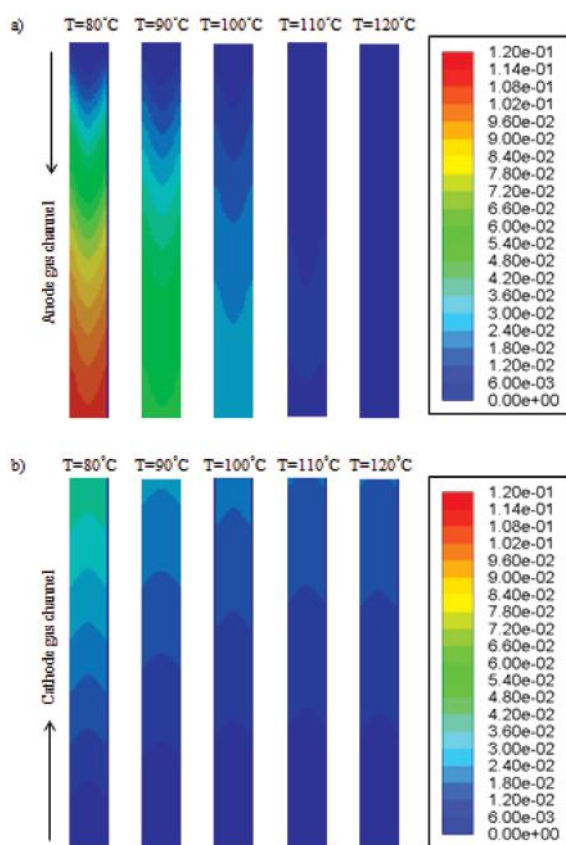 a)
T=80°C T=90°C T=100°C T=110°C T=120°C
Anode gas channel
1.20e-01
1.14e-01
1.08e-01
1.02e-01
9.60e-02
9.00e-02
8.40e-02
7.80e-02
7.20e-02
6.60e-02
6.00e-02
5.40e-02
4.80e-02
4.20e-02
3.60e-02
3.00e-02
2.40e-02
1.80e-02
1.20e-02
6.00e-03
0.00e+00
b)
T=80°C T=90°C T=100°C T=110°C T=120°C
Cathode gas channel
1.20e-01
1.14e-01
1.08e-01
1.02e-01
9.60e-02
9.00e-02
8.40e-02
7.80e-02
7.20e-02
6.60e-02
6.00e-02
5.40e-02
4.80e-02
4.20e-02
3.60e-02
3.00e-02
2.40e-02
1.80e-02
1.20e-02
6.00e-03
0.00e+00